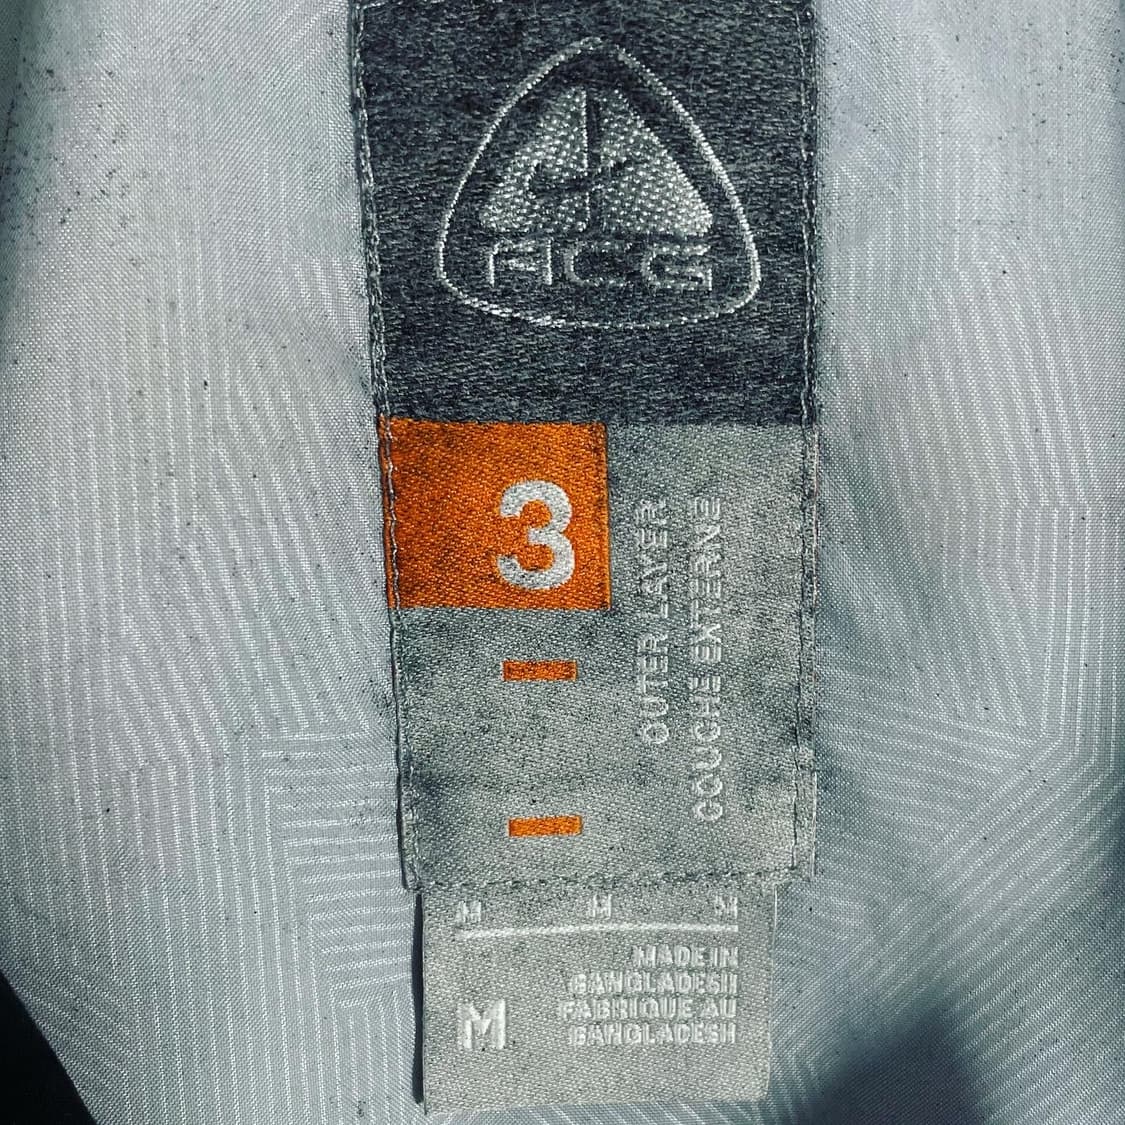 ACG
3
OUTER LAYER
COUCHE EXTERNE
M M M
M
MADE IN
BANGLADESH
FABRIQUE AU
BANGLADESH